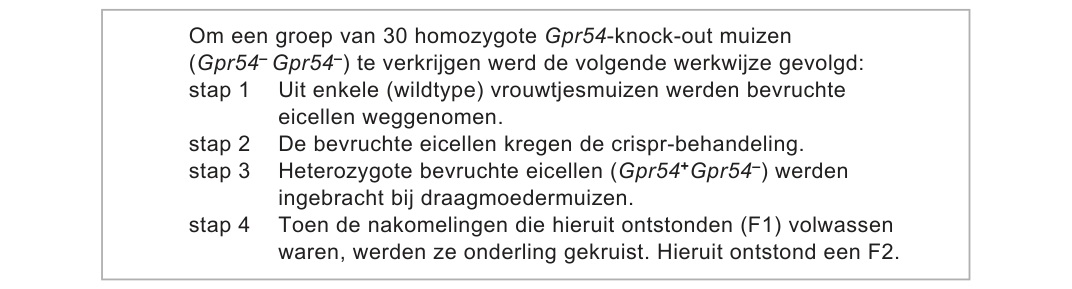 Om een groep van 30 homozygote Gpr54-knock-out muizen
(Gpr54⁻ Gpr54⁻) te verkrijgen werd de volgende werkwijze gevolgd:
stap 1 Uit enkele (wildtype) vrouwtjesmuizen werden bevruchte
eicellen weggenomen.
stap 2 De bevruchte eicellen kregen de crispr-behandeling.
stap 3 Heterozygote bevruchte eicellen (Gpr54⁺Gpr54⁻) werden
ingebracht bij draagmoedermuizen.
stap 4 Toen de nakomelingen die hieruit ontstonden (F1) volwassen
waren, werden ze onderling gekruist. Hieruit ontstond een F2.